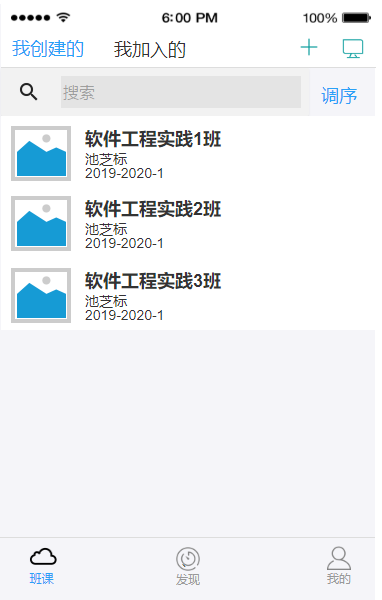 6:00 PM 100%
我创建的 我加入的
搜索 调序
软件工程实践1班
池芝标
2019-2020-1
软件工程实践2班
池芝标
2019-2020-1
软件工程实践3班
池芝标
2019-2020-1
班课 发现 我的